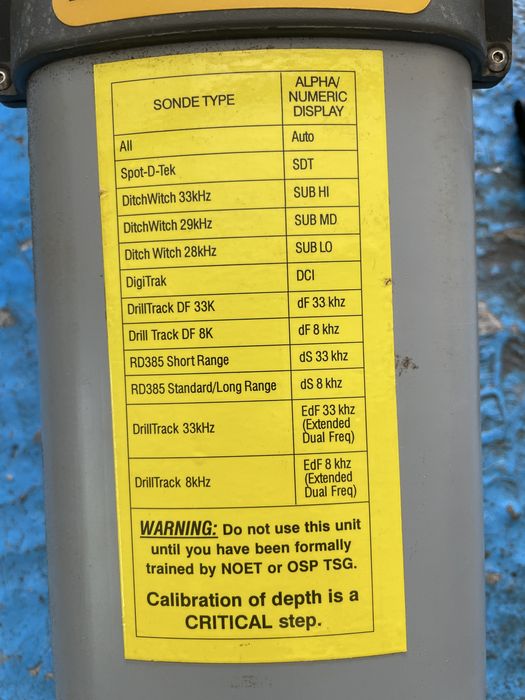 SONDE TYPE
ALPHA/
NUMERIC
DISPLAY
All
Auto
Spot-D-Tek
SDT
DitchWitch 33kHz
SUB HI
DitchWitch 29kHz
SUB MD
Ditch Witch 28kHz
SUB LO
DigiTrak
DCI
DrillTrack DF 33K
dF 33 khz
Drill Track DF 8K
dF 8 khz
RD385 Short Range
dS 33 khz
RD385 Standard/Long Range
dS 8 khz
DrillTrack 33kHz
EdF 33 khz
(Extended
Dual Freq)
DrillTrack 8kHz
EdF 8 khz
(Extended
Dual Freq)
WARNING: Do not use this unit
until you have been formally
trained by NOET or OSP TSG.
Calibration of depth is a
CRITICAL step.